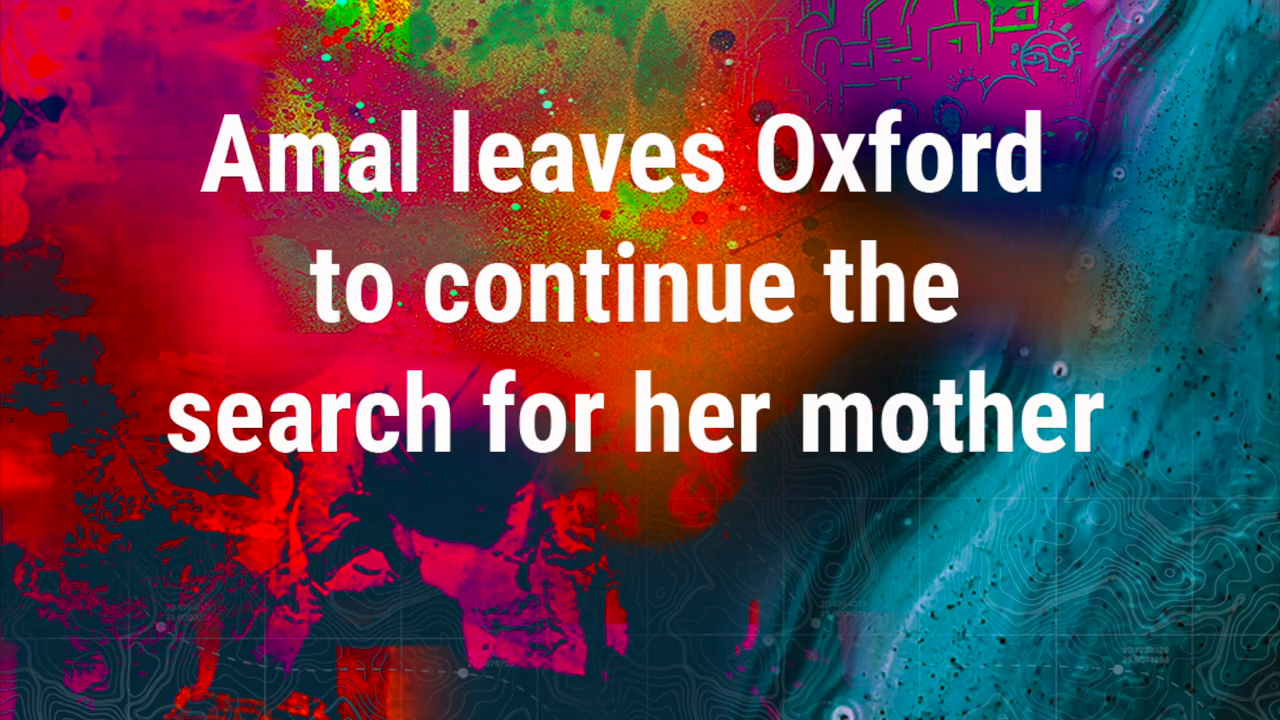 Amal leaves Oxford
to continue the
search for her mother